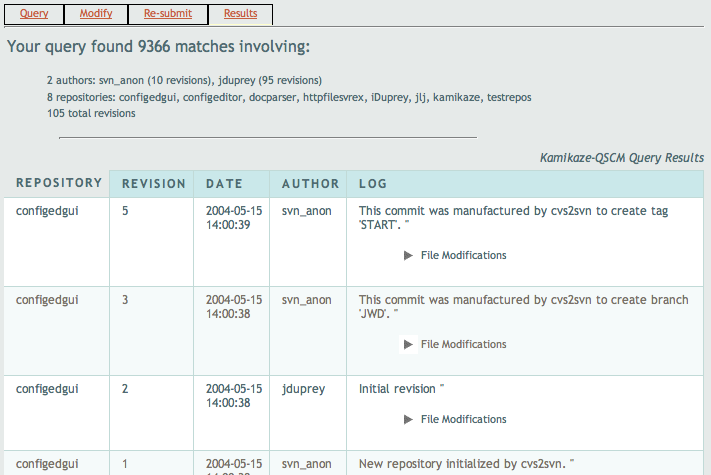 Query Modify Re-submit Results
Your query found 9366 matches involving:
2 authors: svn_anon (10 revisions), jduprey (95 revisions)
8 repositories: configedgui, configeditor, docparser, httpfilesvrex, iDuprey, jlj, kamikaze, testrepos
105 total revisions
Kamikaze-QSCM Query Results
REPOSITORY REVISION DATE AUTHOR LOG
configedgui 5 2004-05-15 svn_anon This commit was manufactured by cvs2svn to create tag
14:00:39 'START'. "
File Modifications
configedgui 3 2004-05-15 svn_anon This commit was manufactured by cvs2svn to create branch
14:00:38 'JWD'. "
File Modifications
configedgui 2 2004-05-15 jduprey Initial revision "
14:00:38
File Modifications
configedgui 1 2004-05-15 svn_anon New repository initialized by cvs2svn. "